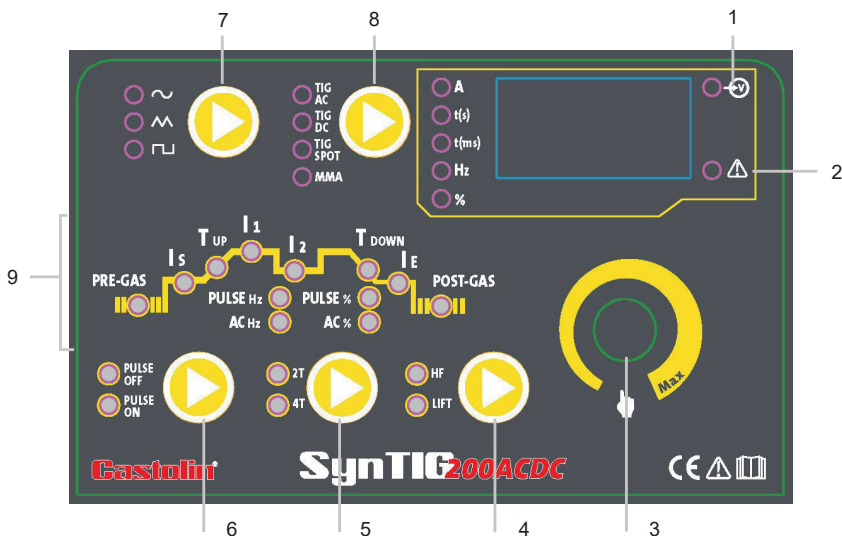 7
8
1
TIG
AC
TIG
DC
TIG
SPOT
MMA
A
t(s)
t(ms)
Hz
%
V
2
9
PRE-GAS
IS
T UP
I1
I2
T DOWN
IE
POST-GAS
PULSE Hz
AC Hz
PULSE %
AC %
PULSE
OFF
PULSE
ON
2T
4T
HF
LIFT
Max
Castolin®
SynTIG 200ACDC
CE
6
5
4
3